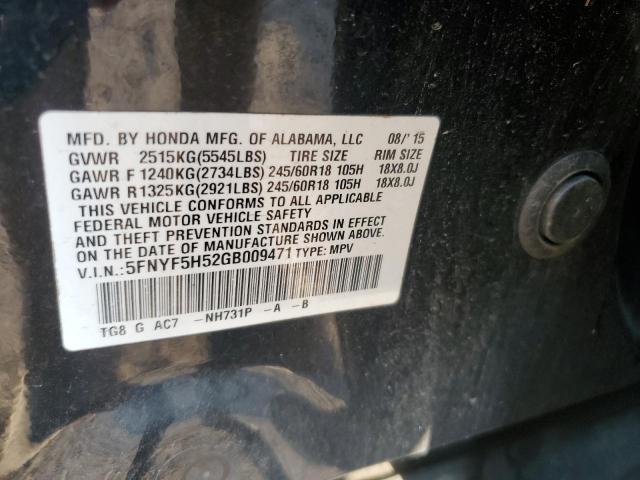 MFD. BY HONDA MFG. OF ALABAMA, LLC 08/'15
GVWR 2515KG(5545LBS) TIRE SIZE RIM SIZE
GAWR F 1240KG(2734LBS) 245/60R18 105H 18X8.0J
GAWR R1325KG(2921LBS) 245/60R18 105H 18X8.0J
THIS VEHICLE CONFORMS TO ALL APPLICABLE
FEDERAL MOTOR VEHICLE SAFETY
AND THEFT PREVENTION STANDARDS IN EFFECT
ON THE DATE OF MANUFACTURE SHOWN ABOVE.
V.I.N.:5FNYF5H52GB009471 TYPE: MPV
TG8 G AC7 -NH731P -A -B